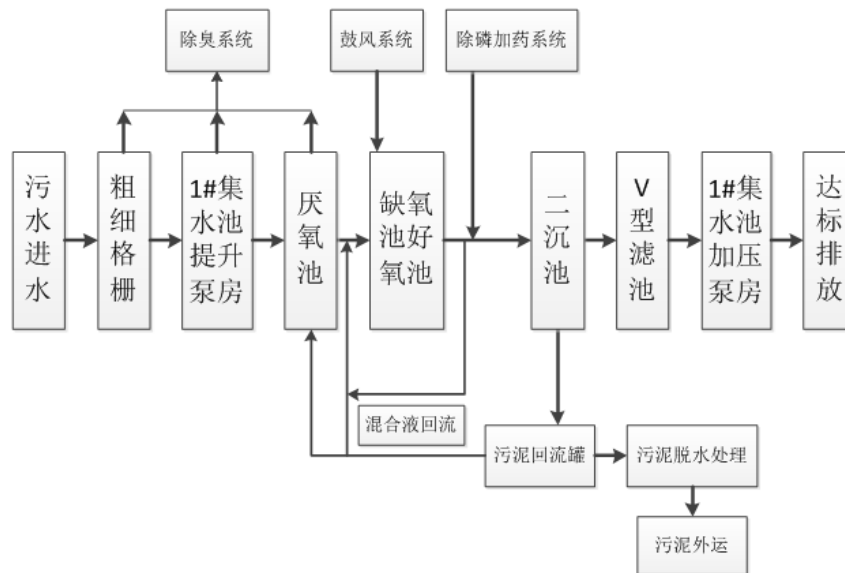 除臭系统
鼓风系统
除磷加药系统
污水进水
粗细格栅
1#集
水池
提升
泵房
厌氧池
缺氧
池好
氧池
二沉池
V型滤池
1#集
水池
加压
泵房
达标排放
混合液回流
污泥回流罐
污泥脱水处理
污泥外运